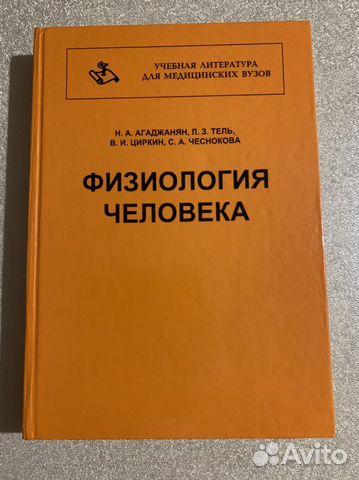 УЧЕБНАЯ ЛИТЕРАТУРА
ДЛЯ МЕДИЦИНСКИХ ВУЗОВ
Н. А. АГАДЖАНЯН, Л. З. ТЕЛЬ,
В. И. ЦИРКИН, С. А. ЧЕСНОКОВА
ФИЗИОЛОГИЯ
ЧЕЛОВЕКА
Avito